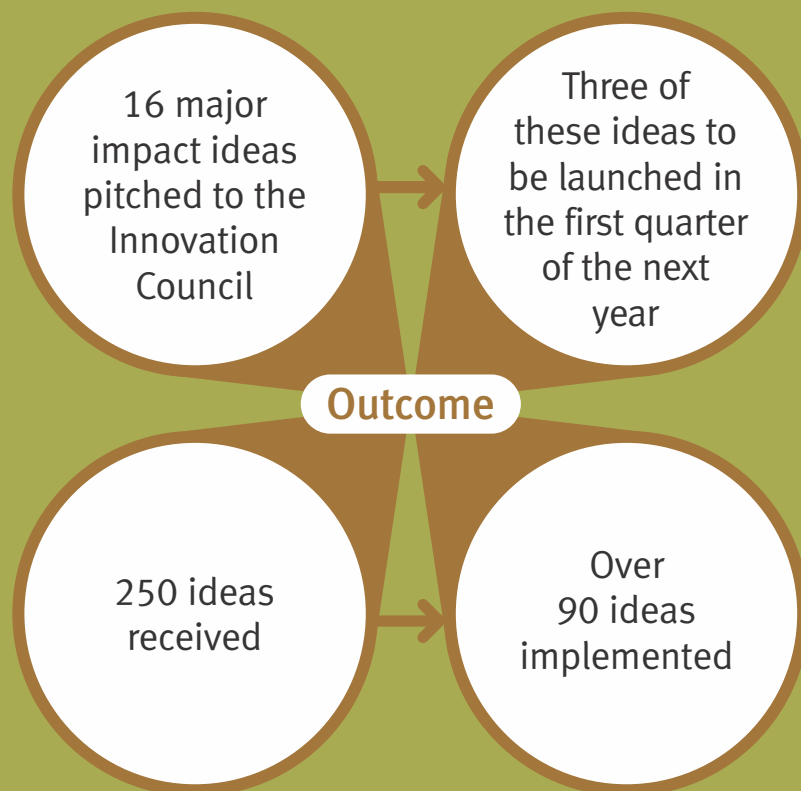 16 major
impact ideas
pitched to the
Innovation
Council
Three of
these ideas to
be launched in
the first quarter
of the next
year
Outcome
250 ideas
received
Over
90 ideas
implemented